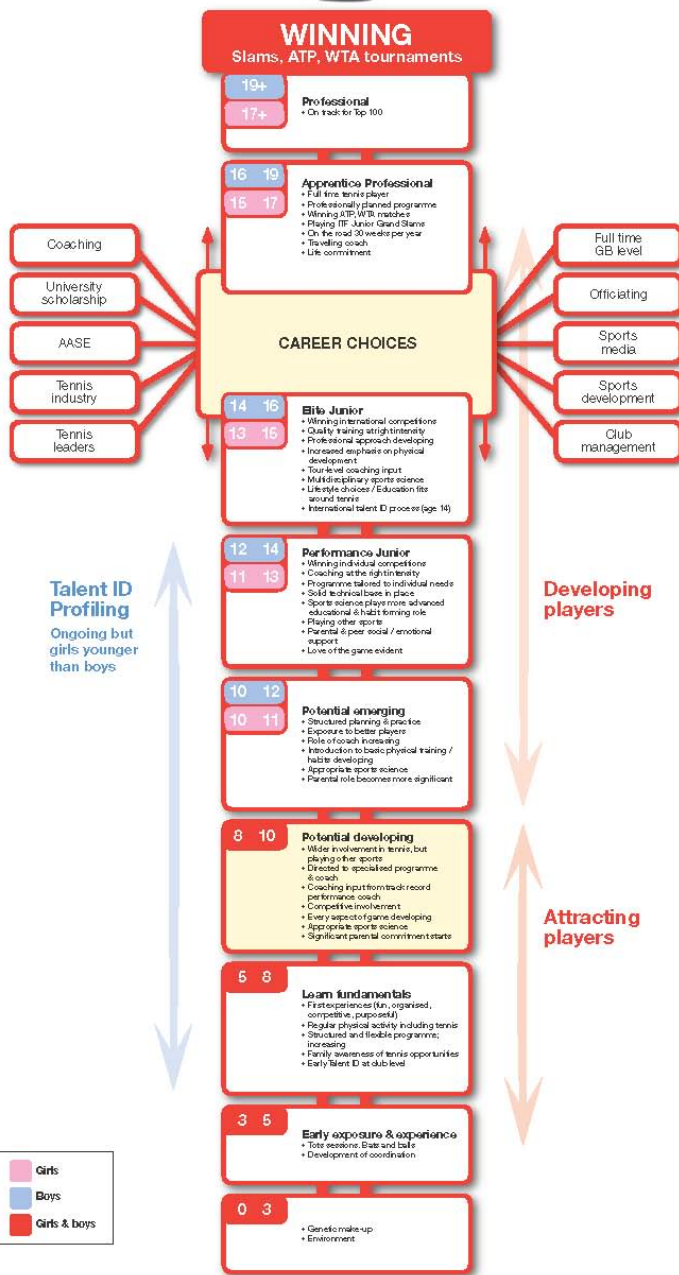 WINNING
Slams, ATP, WTA tournaments
19+
17+
Professional
• On track for Top 100
16 19
15 17
Apprentice Professional
• Full time tennis player
• Professionally planned programme
• Winning ATP, WTA matches
• Playing ITF Junior Grand Slams
• On the road 30 weeks per year
• Travelling coach
• Life commitment
Coaching
University
scholarship
AASE
Tennis
industry
Tennis
leaders
CAREER CHOICES
Full time
GB level
Officiating
Sports
media
Sports
development
Club
management
14 16
13 15
Elite Junior
• Winning international competitions
• Quality training at right intensity
• Professional approach developing
• Increased emphasis on physical
development
• Tour-level coaching input
• Multidisciplinary sports science
• Lifestyle choices / Education fits
around tennis
• International talent ID process (age 14)
12 14
11 13
Performance Junior
• Winning individual competitions
• Coaching at the right intensity
• Programme tailored to individual needs
• Solid technical base in place
• Sports science plays more advanced
educational & habit forming role
• Playing other sports
• Parental & peer social / emotional
support
• Love of the game evident
Talent ID
Profiling
Ongoing but
girls younger
than boys
Developing
players
10 12
10 11
Potential emerging
• Structured planning & practice
• Exposure to better players
• Role of coach increasing
• Introduction to basic physical training /
habits developing
• Appropriate sports science
• Parental role becomes more significant
8 10
Potential developing
• Wider involvement in tennis, but
playing other sports
• Directed to specialised programme
& coach
• Coaching input from track record
performance coach
• Competitive involvement
• Every aspect of game developing
• Appropriate sports science
• Significant parental commitment starts
Attracting
players
5 8
Learn fundamentals
• First experiences (fun, organised,
competitive, purposeful)
• Regular physical activity including tennis
• Structured and flexible programme;
increasing
• Family awareness of tennis opportunities
• Early Talent ID at club level
3 5
Early exposure & experience
• Tots sessions. Bats and balls
• Development of coordination
0 3
• Genetic make-up
• Environment
Girls
Boys
Girls & boys